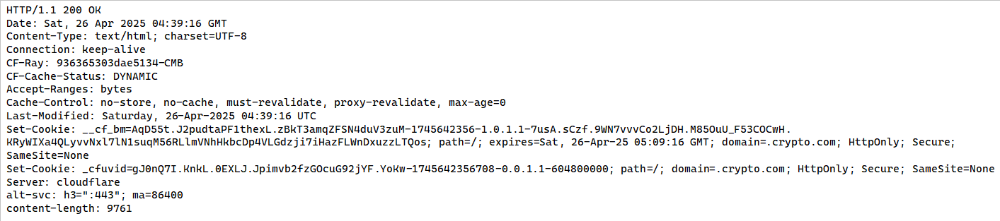 HTTP/1.1 200 OK
Date: Sat, 26 Apr 2025 04:39:16 GMT
Content-Type: text/html; charset=UTF-8
Connection: keep-alive
CF-Ray: 936365303dae5134-CMB
CF-Cache-Status: DYNAMIC
Accept-Ranges: bytes
Cache-Control: no-store, no-cache, must-revalidate, proxy-revalidate, max-age=0
Last-Modified: Saturday, 26-Apr-2025 04:39:16 UTC
Set-Cookie: __cf_bm=AqD55t.J2pudtaPF1thexL.zBkT3amqZFSN4duV3zuM-1745642356-1.0.1.1-7usA.sCzf.9WN7vvvCo2LjDH.M85OuU_F53COCwH.
KRyWIXa4QLyvvNxl7lN1suqM56RLlmVNhHkbcDp4VLGdzji7iHazFLWnDxuzzLTQos; path=/; expires=Sat, 26-Apr-25 05:09:16 GMT; domain=.crypto.com; HttpOnly; Secure;
SameSite=None
Set-Cookie: _cfuvid=gJ0nQ7I.KnkL.0EXLJ.Jpimvb2fzGOcuG92jYF.YoKw-1745642356708-0.0.1.1-604800000; path=/; domain=.crypto.com; HttpOnly; Secure; SameSite=None
Server: cloudflare
alt-svc: h3=":443"; ma=86400
content-length: 9761